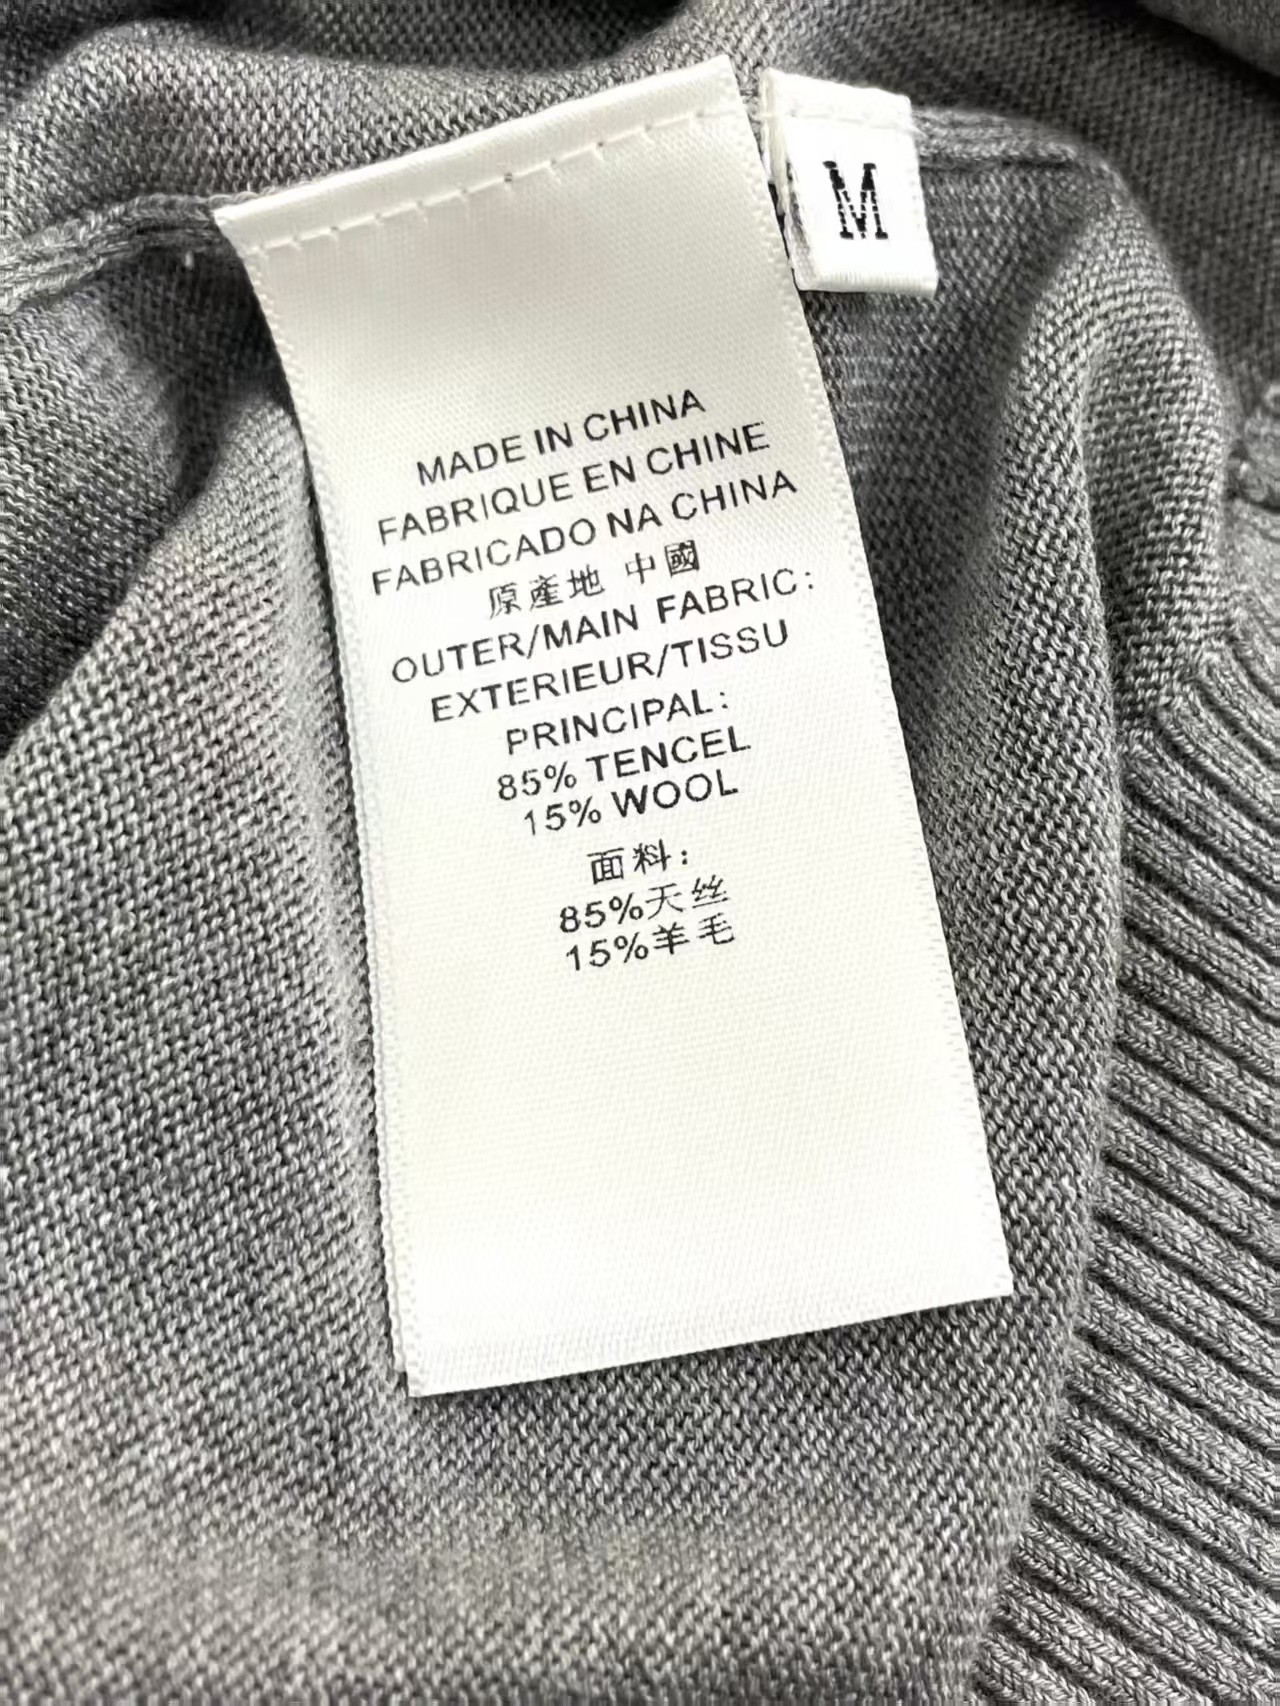 M
MADE IN CHINA
FABRIQUE EN CHINE
FABRICADO NA CHINA
原產地 中國
OUTER/MAIN FABRIC:
EXTERIEUR/TISSU
PRINCIPAL:
85% TENCEL
15% WOOL
面料:
85%天丝
15%羊毛